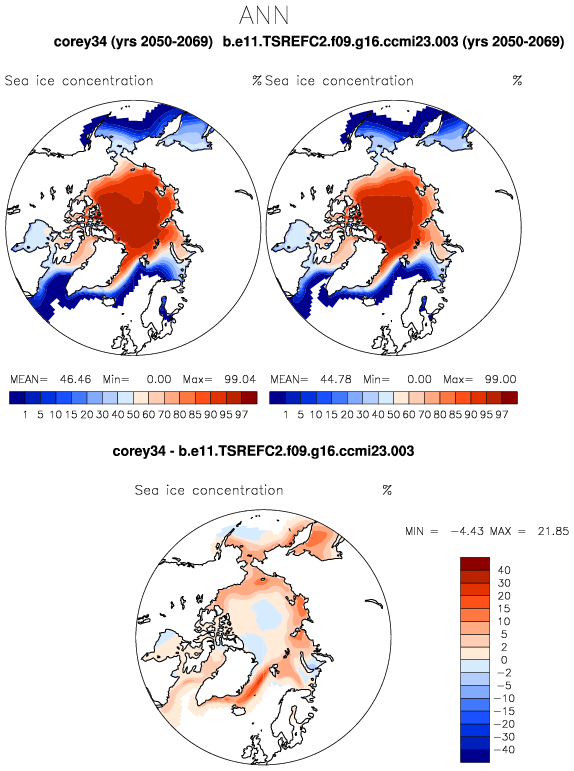 ANN
corey34 (yrs 2050-2069) b.e11.TSREFC2.f09.g16.ccmi23.003 (yrs 2050-2069)
Sea ice concentration % Sea ice concentration %
MEAN= 46.46 Min= 0.00 Max= 99.04 MEAN= 44.78 Min= 0.00 Max= 99.00
1 5 10 15 20 30 40 50 60 70 80 85 90 95 97 1 5 10 15 20 30 40 50 60 70 80 85 90 95 97
corey34 - b.e11.TSREFC2.f09.g16.ccmi23.003
Sea ice concentration %
MIN = -4.43 MAX = 21.85
40
30
20
15
10
5
2
0
-2
-5
-10
-15
-20
-30
-40